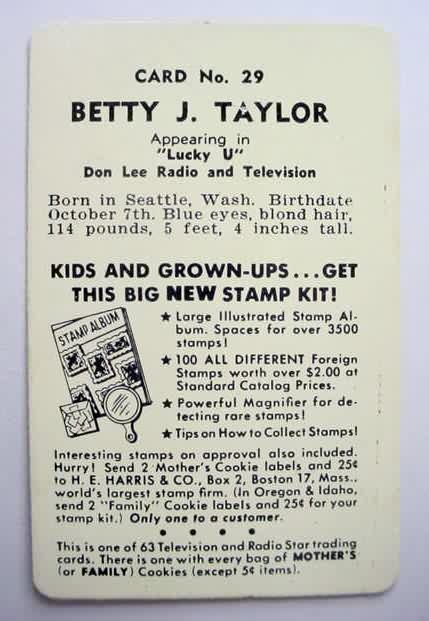 CARD No. 29
BETTY J. TAYLOR
Appearing in
"Lucky U"
Don Lee Radio and Television
Born in Seattle, Wash. Birthdate
October 7th. Blue eyes, blond hair,
114 pounds, 5 feet, 4 inches tall.
KIDS AND GROWN-UPS...GET
THIS BIG NEW STAMP KIT!
STAMP ALBUM
★ Large Illustrated Stamp Al-
bum. Spaces for over 3500
stamps!
★ 100 ALL DIFFERENT Foreign
Stamps worth over $2.00 at
Standard Catalog Prices.
★ Powerful Magnifier for de-
tecting rare stamps!
★ Tips on How to Collect Stamps!
Interesting stamps on approval also included.
Hurry! Send 2 Mother's Cookie labels and 25¢
to H. E. HARRIS & CO., Box 2, Boston 17, Mass.,
world's largest stamp firm. (In Oregon & Idaho,
send 2 "Family" Cookie labels and 25¢ for your
stamp kit.) Only one to a customer.
• • • •
This is one of 63 Television and Radio Star trading
cards. There is one with every bag of MOTHER'S
(or FAMILY) Cookies (except 5¢ items).